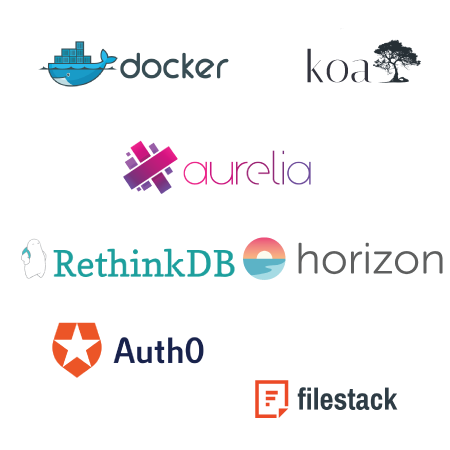 docker
koa
aurelia
RethinkDB
horizon
Auth0
filestack